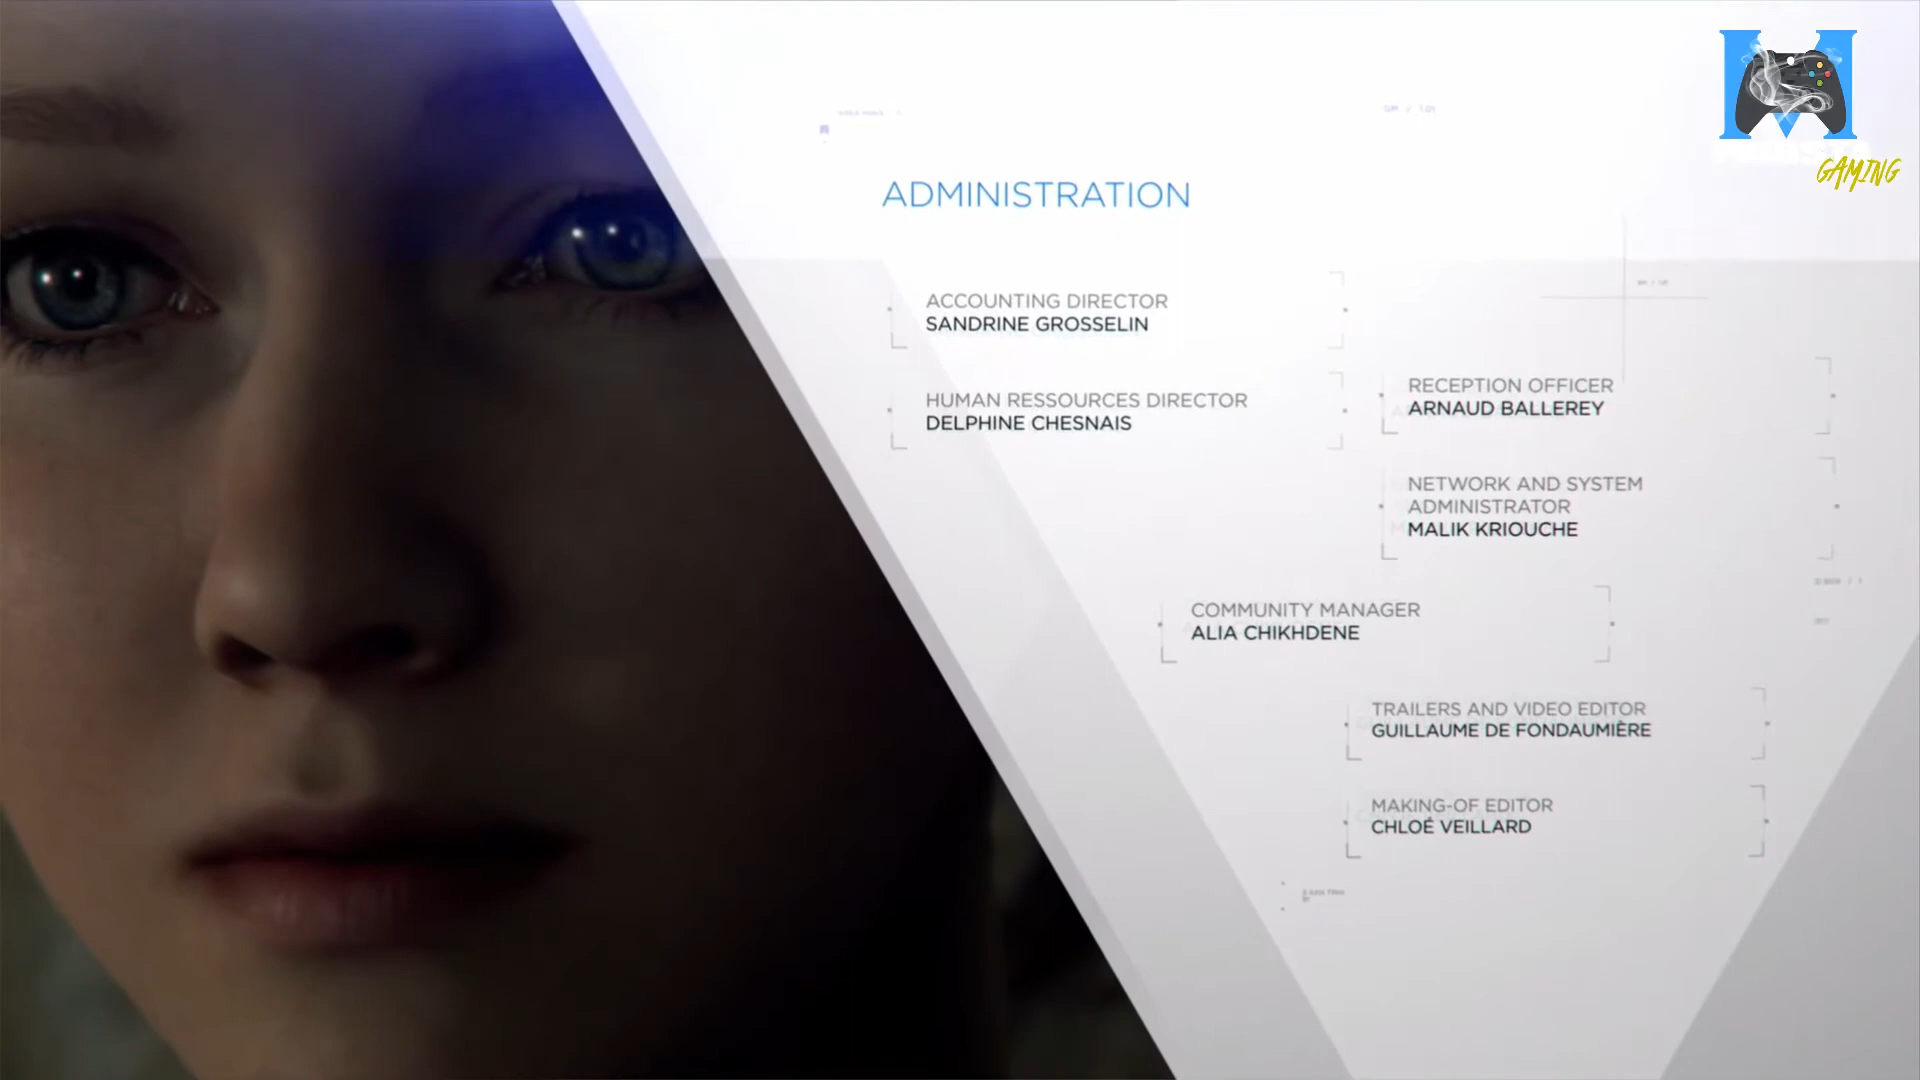 ADMINISTRATION
ACCOUNTING DIRECTOR
SANDRINE GROSSELIN
HUMAN RESSOURCES DIRECTOR
DELPHINE CHESNAIS
RECEPTION OFFICER
ARNAUD BALLEREY
NETWORK AND SYSTEM
ADMINISTRATOR
MALIK KRIOUCHE
COMMUNITY MANAGER
ALIA CHIKHDENE
TRAILERS AND VIDEO EDITOR
GUILLAUME DE FONDAUMIÈRE
MAKING-OF EDITOR
CHLOÉ VEILLARD
M
GAMING